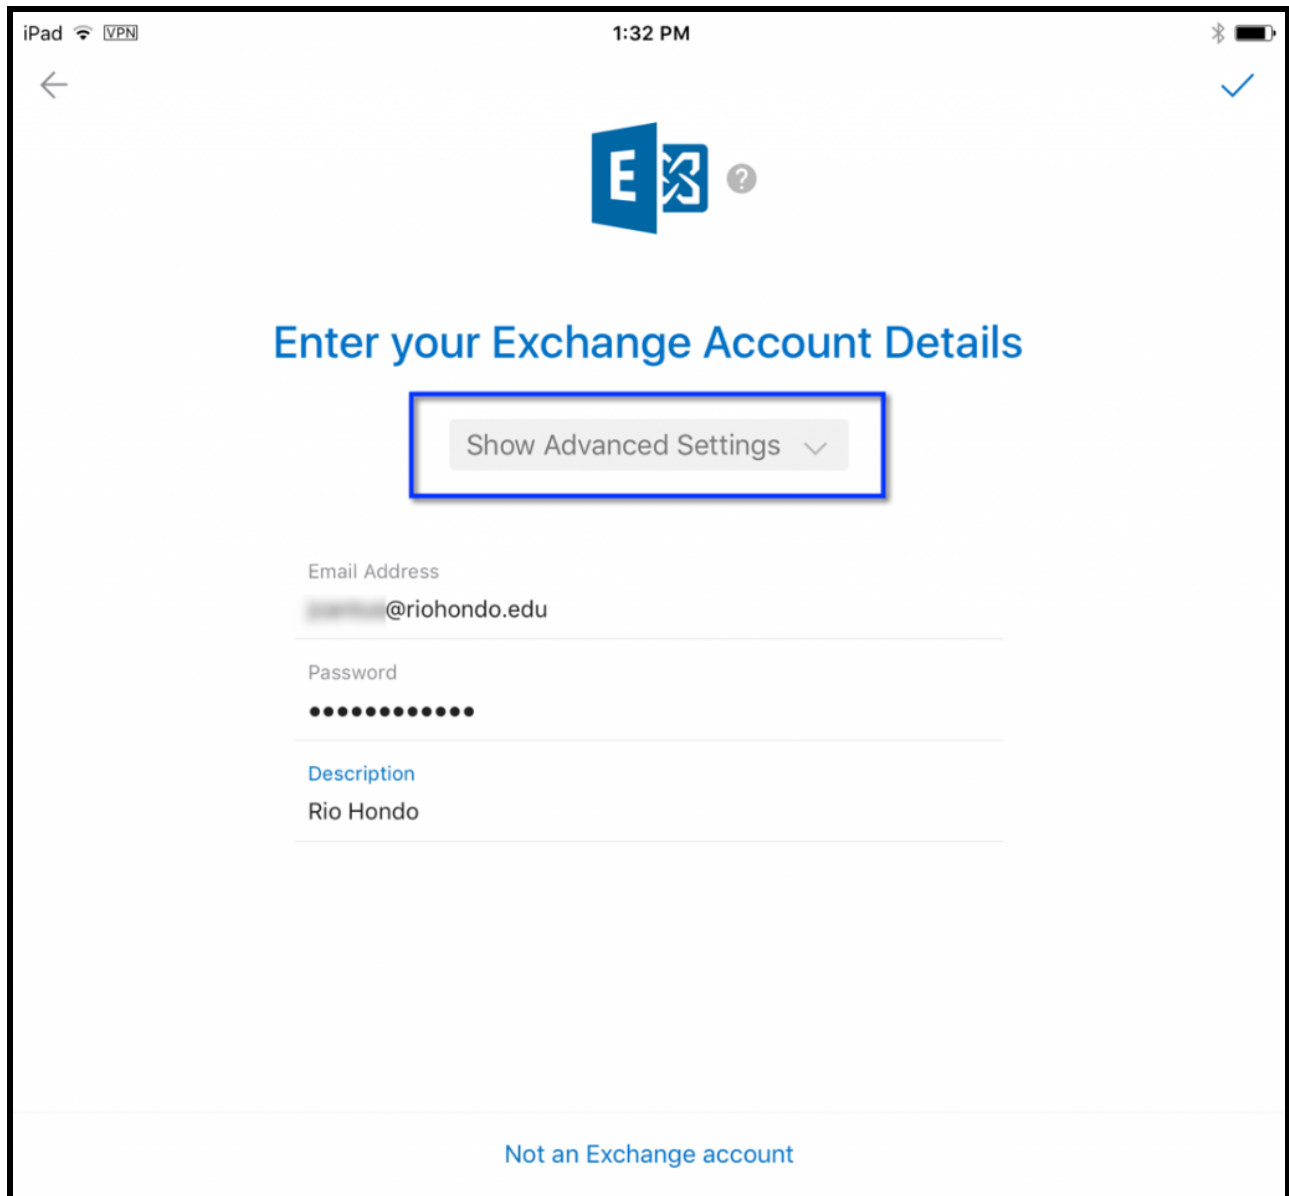 iPad VPN 1:32 PM
E
?
Enter your Exchange Account Details
Show Advanced Settings
Email Address
@riohondo.edu
Password
••••••••••••
Description
Rio Hondo
Not an Exchange account